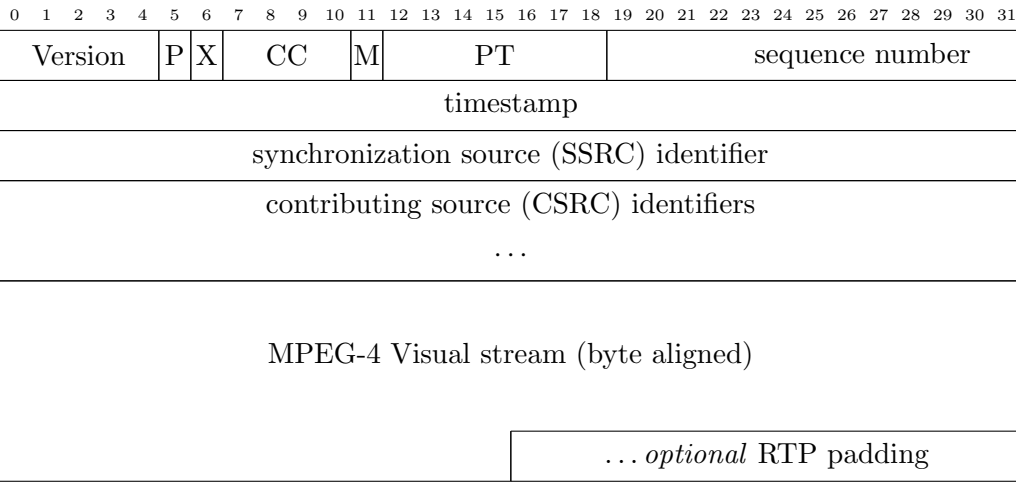 0 1 2 3 4 5 6 7 8 9 10 11 12 13 14 15 16 17 18 19 20 21 22 23 24 25 26 27 28 29 30 31
Version P X CC M PT sequence number
timestamp
synchronization source (SSRC) identifier
contributing source (CSRC) identifiers
...
MPEG-4 Visual stream (byte aligned)
... optional RTP padding